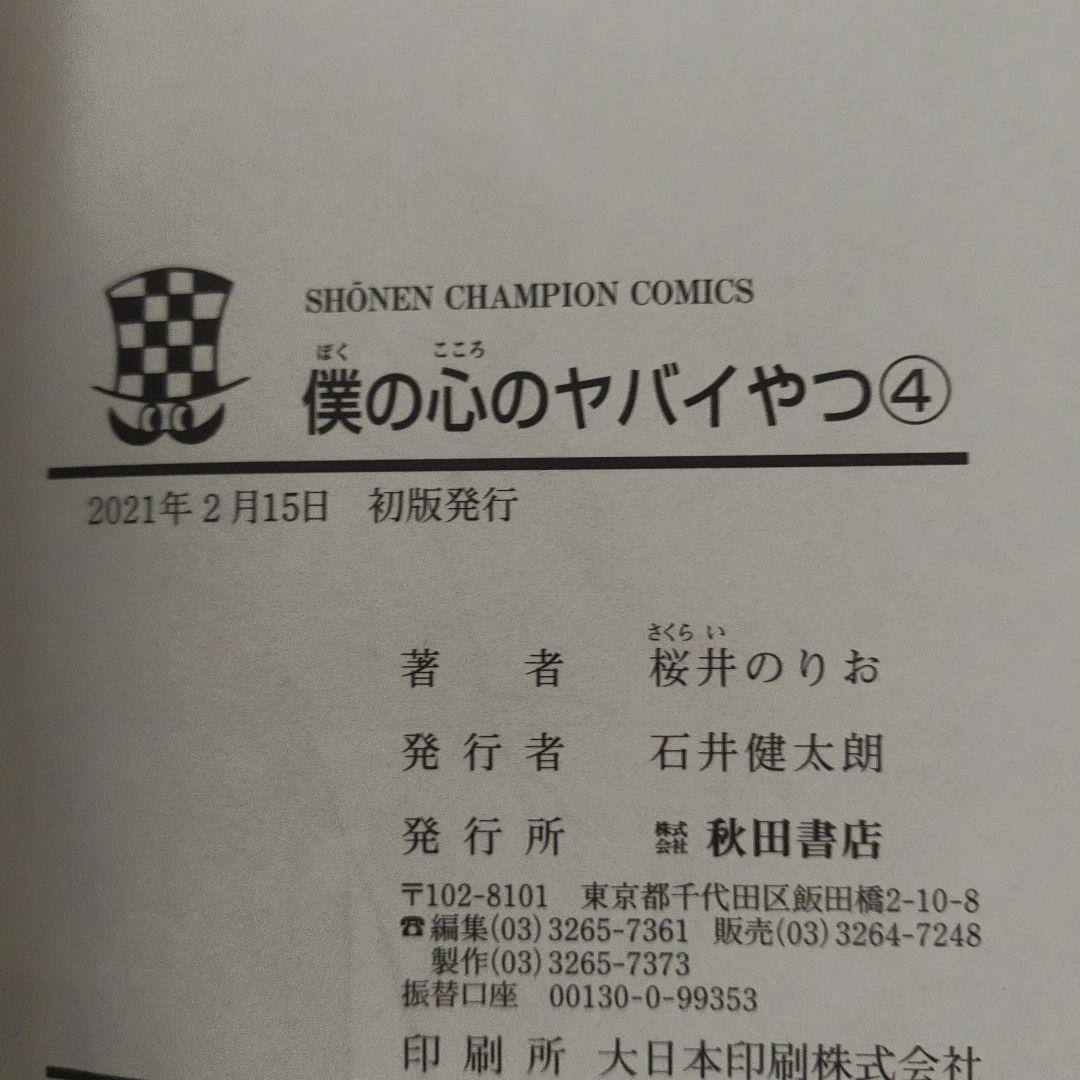 SHŌNEN CHAMPION COMICS
ぼく こころ
僕の心のヤバイやつ④
2021年2月15日 初版発行
さくら い
著者 桜井のりお
発行者 石井健太朗
発行所 株式会社 秋田書店
〒102-8101 東京都千代田区飯田橋2-10-8
☎編集(03)3265-7361 販売(03)3264-7248
製作(03)3265-7373
振替口座 00130-0-99353
印刷所 大日本印刷株式会社